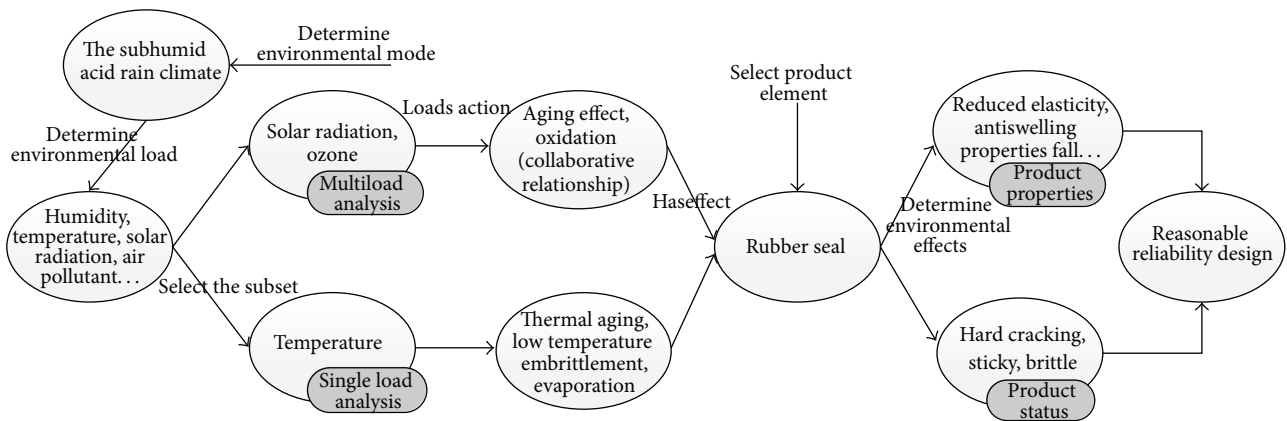 The subhumid
acid rain climate
Determine
environmental mode
Determine
environmental load
Humidity,
temperature, solar
radiation, air
pollutant...
Select the subset
Solar radiation,
ozone
Multiload
analysis
Loads action
Aging effect,
oxidation
(collaborative
relationship)
Temperature
Single load
analysis
Thermal aging,
low temperature
embrittlement,
evaporation
Haseffect
Select product
element
Rubber seal
Determine
environmental
effects
Reduced elasticity,
antiswelling
properties fall...
Product
properties
Hard cracking,
sticky, brittle
Product
status
Reasonable
reliability design